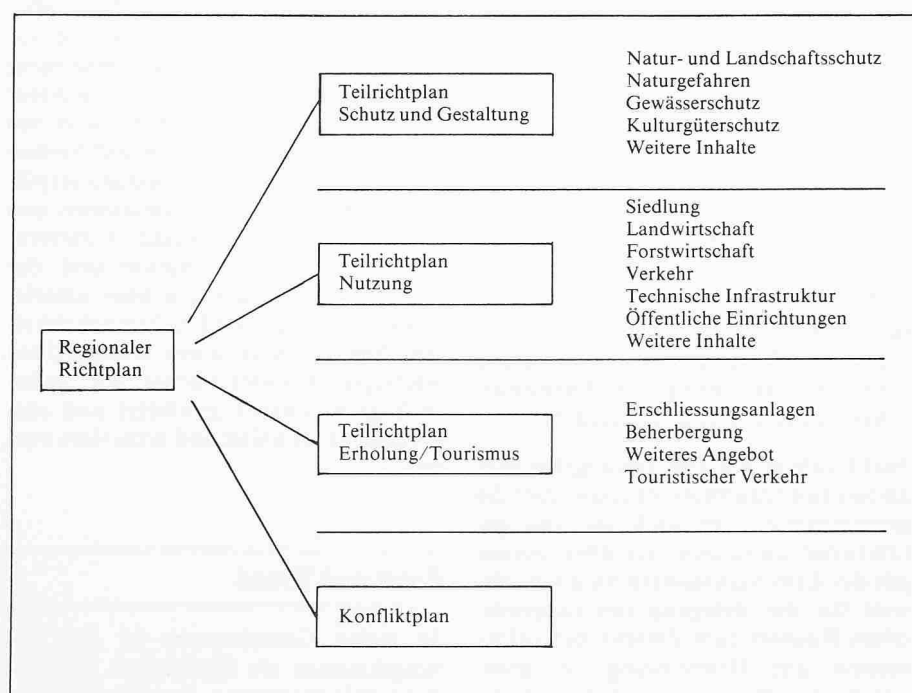 Regionaler
Richtplan
Teilrichtplan
Schutz und Gestaltung
Natur- und Landschaftsschutz
Naturgefahren
Gewässerschutz
Kulturgüterschutz
Weitere Inhalte
Teilrichtplan
Nutzung
Siedlung
Landwirtschaft
Forstwirtschaft
Verkehr
Technische Infrastruktur
Öffentliche Einrichtungen
Weitere Inhalte
Teilrichtplan
Erholung/Tourismus
Erschliessungsanlagen
Beherbergung
Weiteres Angebot
Touristischer Verkehr
Konfliktplan